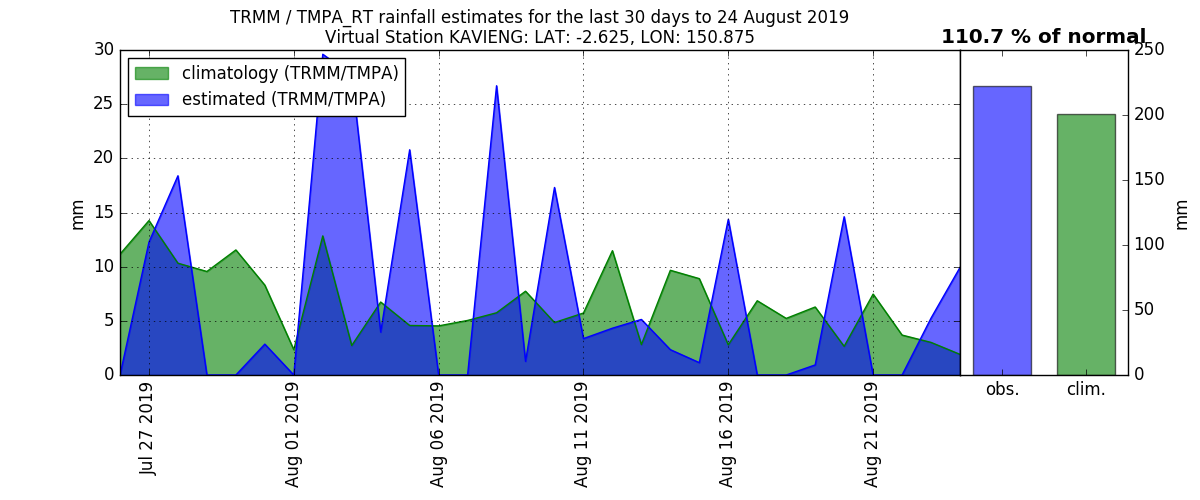 TRMM / TMPA_RT rainfall estimates for the last 30 days to 24 August 2019
Virtual Station KAVIENG: LAT: -2.625, LON: 150.875
110.7 % of normal
climatology (TRMM/TMPA)
estimated (TRMM/TMPA)
30
25
20
15
10
5
0
mm
Jul 27 2019
Aug 01 2019
Aug 06 2019
Aug 11 2019
Aug 16 2019
Aug 21 2019
250
200
150
100
50
0
mm
obs.
clim.